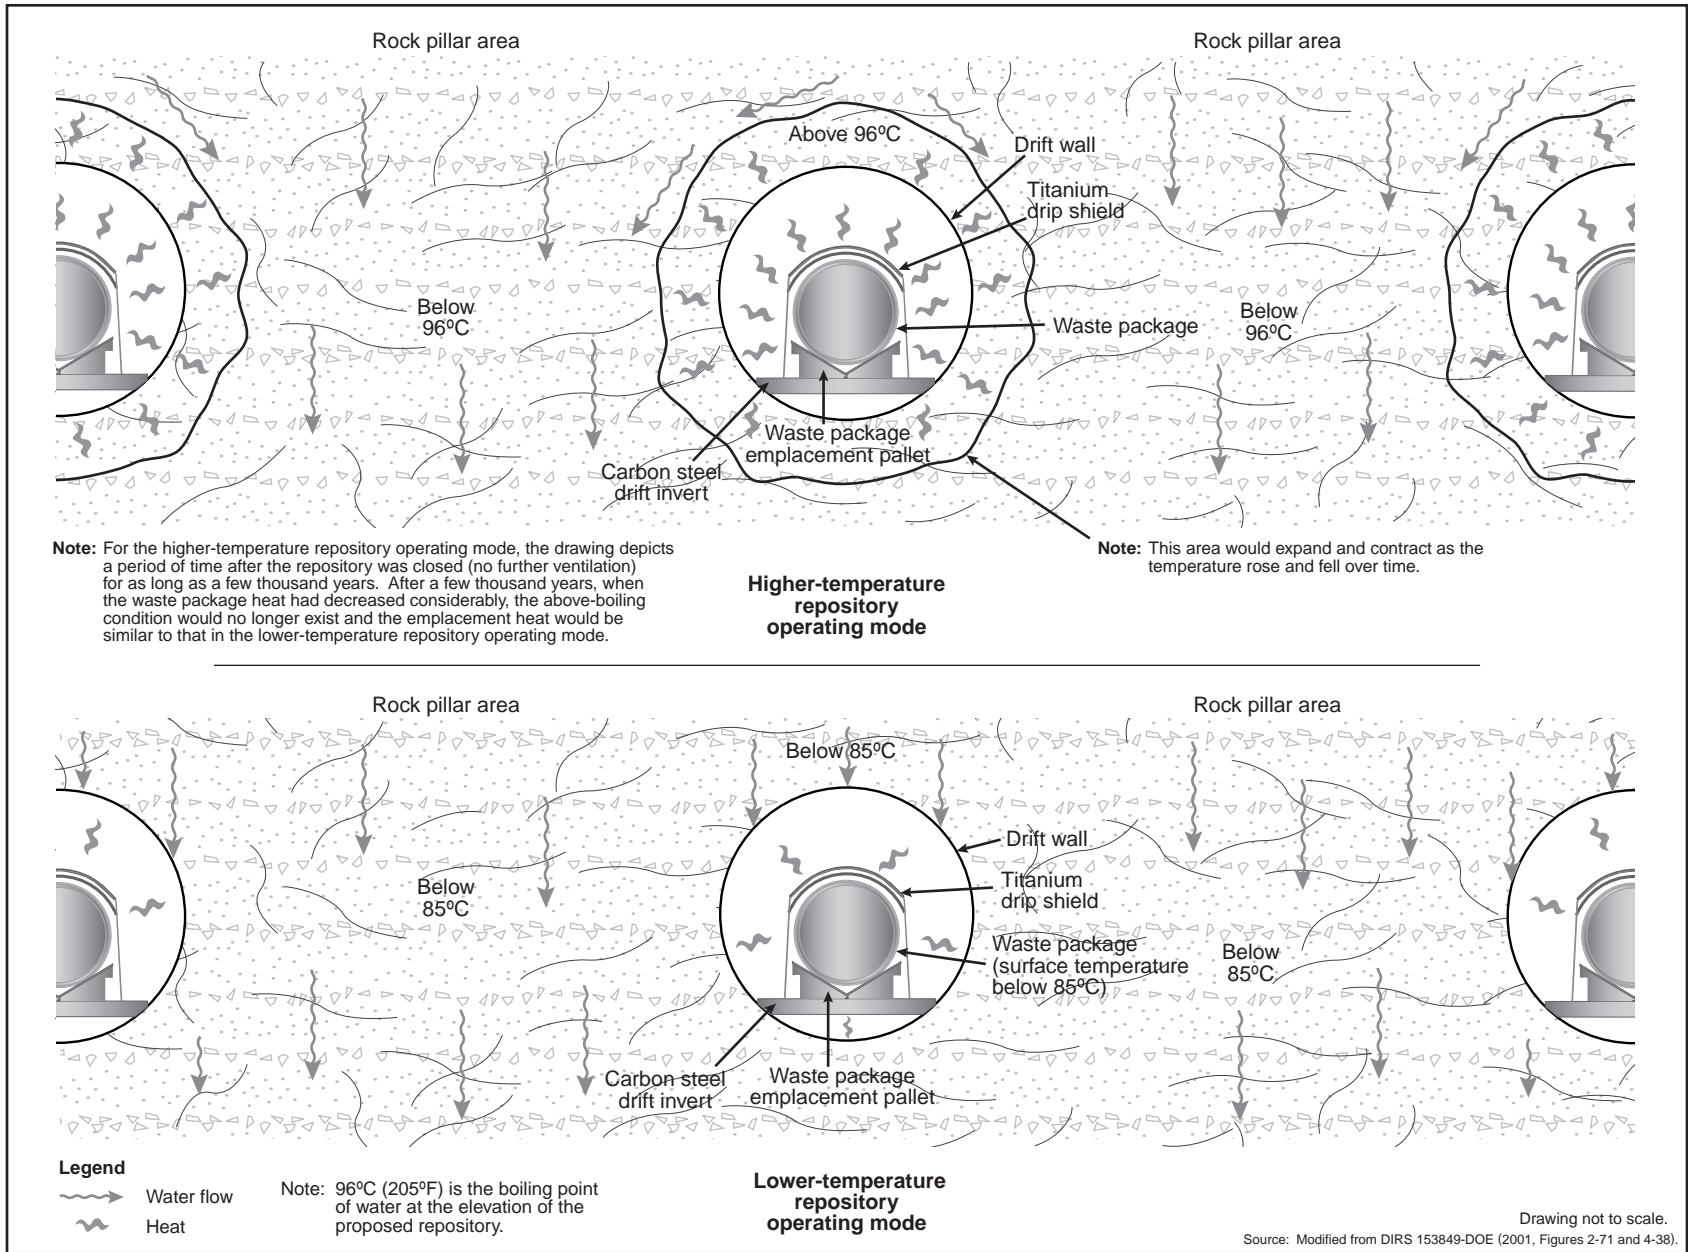 Rock pillar area
Rock pillar area
Above 96ºC
Drift wall
Titanium
drip shield
Below
96ºC
Waste package
Below
96ºC
Waste package
emplacement pallet
Carbon steel
drift invert
Note: For the higher-temperature repository operating mode, the drawing depicts
a period of time after the repository was closed (no further ventilation)
for as long as a few thousand years. After a few thousand years, when
the waste package heat had decreased considerably, the above-boiling
condition would no longer exist and the emplacement heat would be
similar to that in the lower-temperature repository operating mode.
Higher-temperature
repository
operating mode
Note: This area would expand and contract as the
temperature rose and fell over time.
Rock pillar area
Rock pillar area
Below 85ºC
Drift wall
Below
85ºC
Titanium
drip shield
Waste package
(surface temperature
below 85ºC)
Below
85ºC
Carbon steel
drift invert
Waste package
emplacement pallet
Legend
Water flow
Heat
Note: 96ºC (205ºF) is the boiling point
of water at the elevation of the
proposed repository.
Lower-temperature
repository
operating mode
Drawing not to scale.
Source: Modified from DIRS 153849-DOE (2001, Figures 2-71 and 4-38).